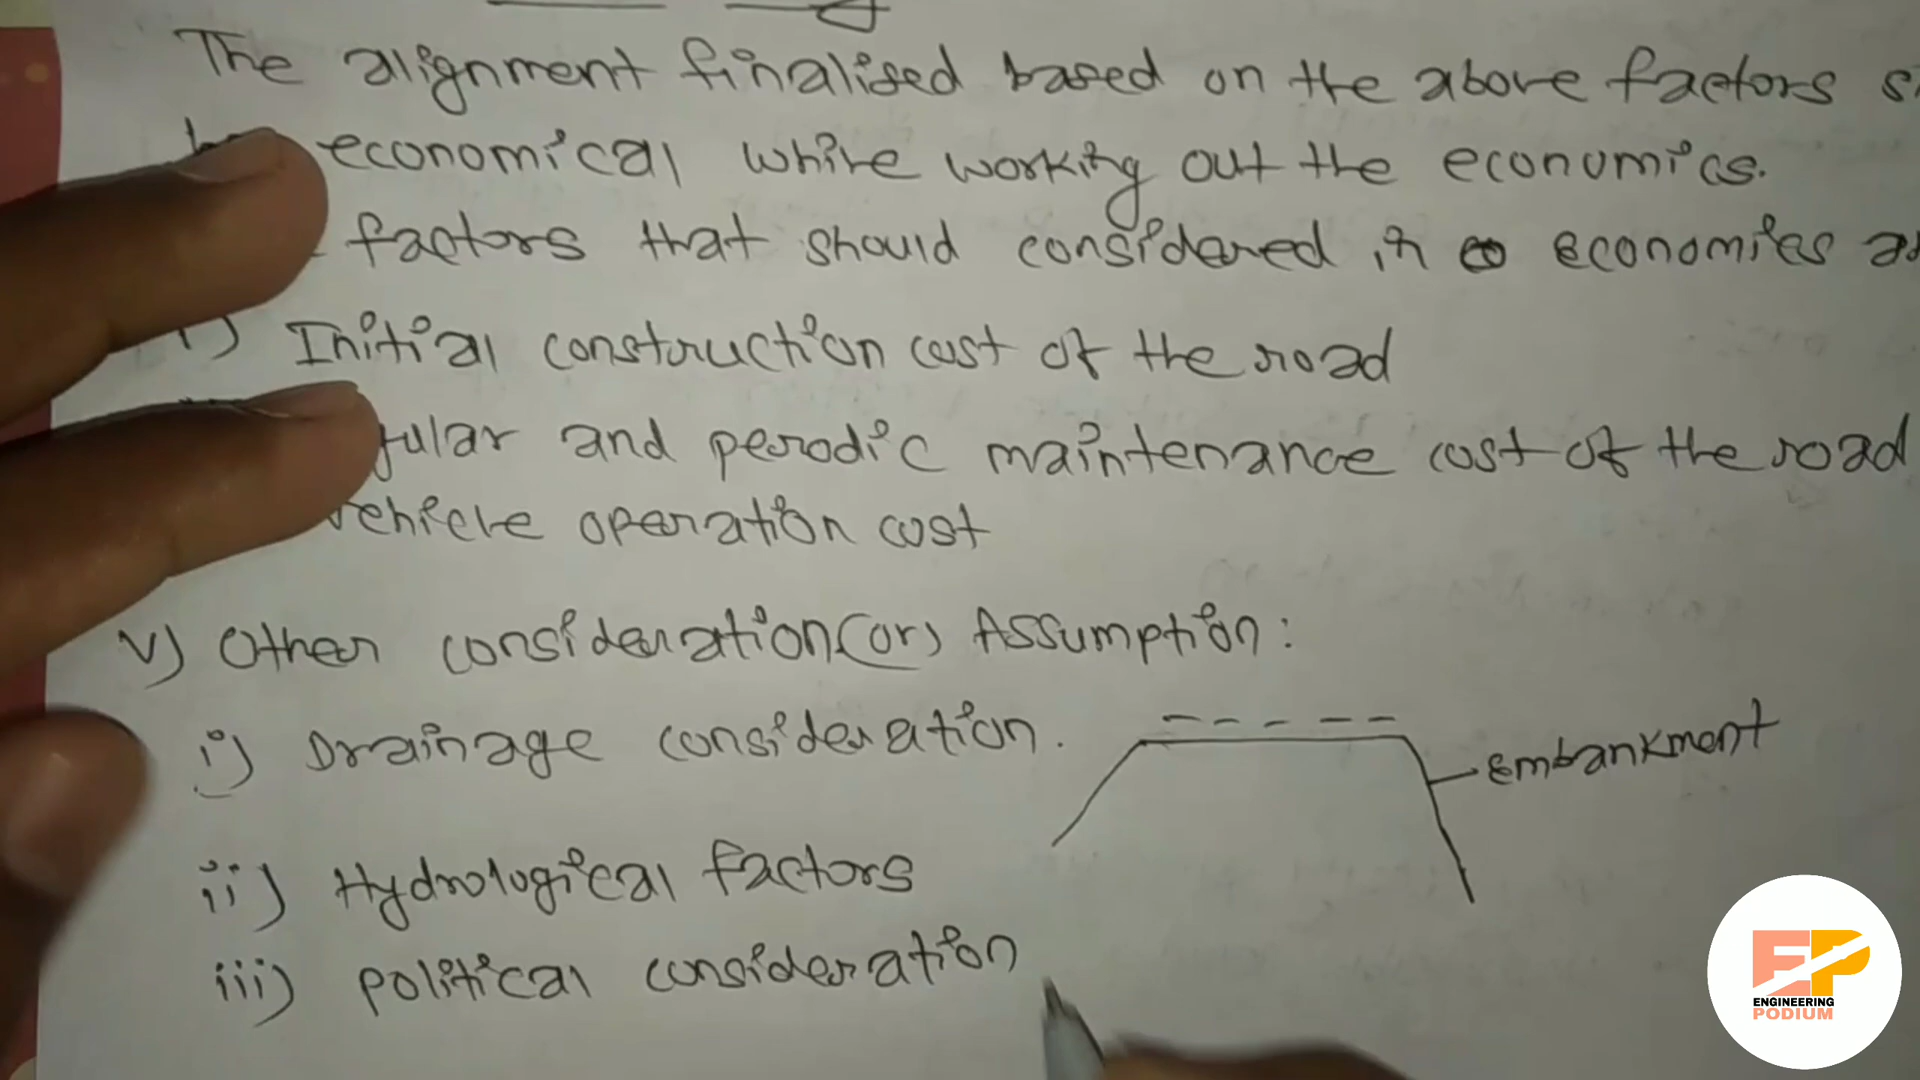 The alignment finalised based on the above factors
economical while working out the economics.
factors that should considered in economies
i) Initial construction cost of the road
and perodic maintenance cost of the road
vehicle operation cost
v) Other consideration (or) Assumption:
i) Drainage consideration.
embankment
ii) Hydrological factors
iii) political consideration
EP
ENGINEERING
PODIUM